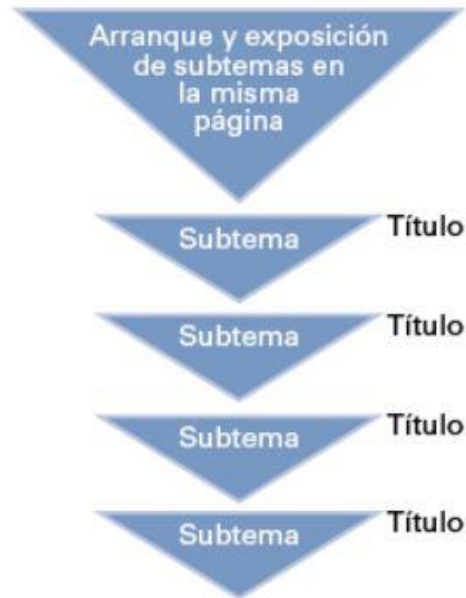 Arranque y exposición
de subtemas en
la misma
página
Subtema
Título
Subtema
Título
Subtema
Título
Subtema
Título